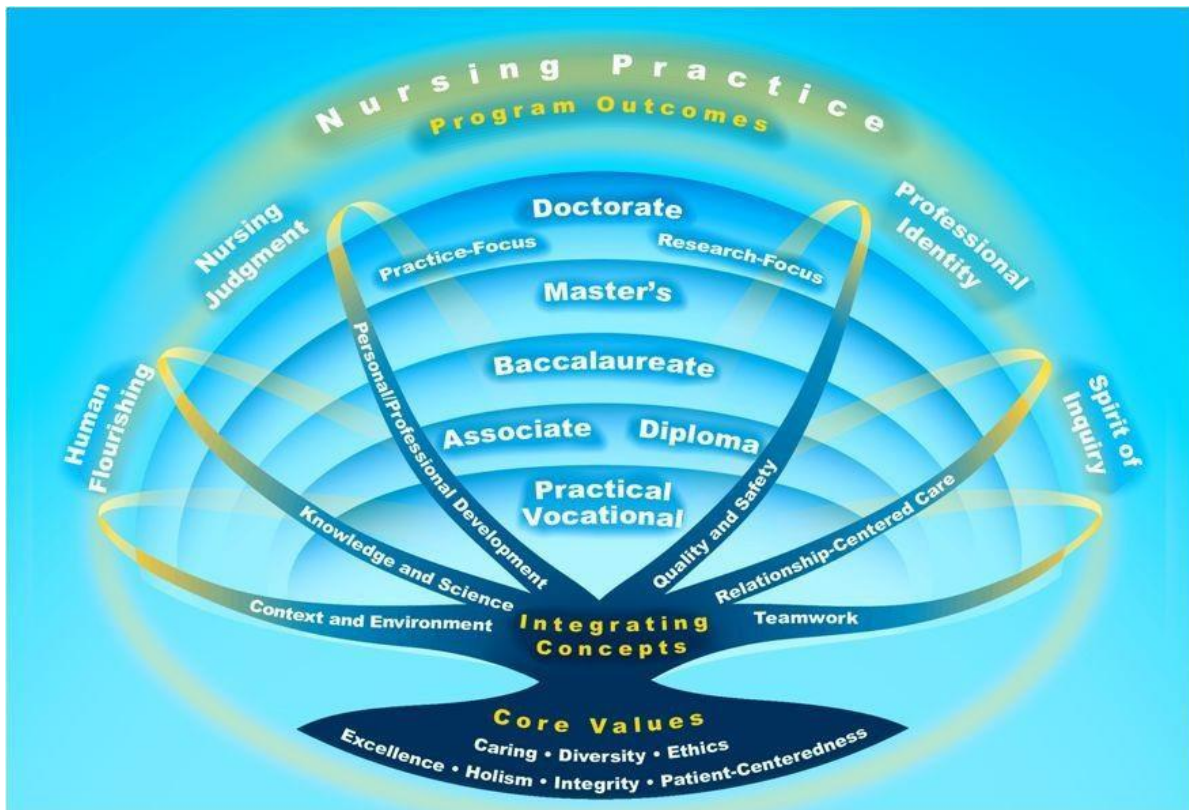 Nursing Practice
Program Outcomes
Nursing
Judgment
Professional
Identity
Human
Flourishing
Spirit of
Inquiry
Doctorate
Practice-Focus
Research-Focus
Master's
Baccalaureate
Associate
Diploma
Practical
Vocational
Context and Environment
Knowledge and Science
Personal/Professional Development
Quality and Safety
Relationship-Centered Care
Teamwork
Integrating
Concepts
Core Values
Caring • Diversity • Ethics
Excellence • Holism • Integrity • Patient-Centeredness